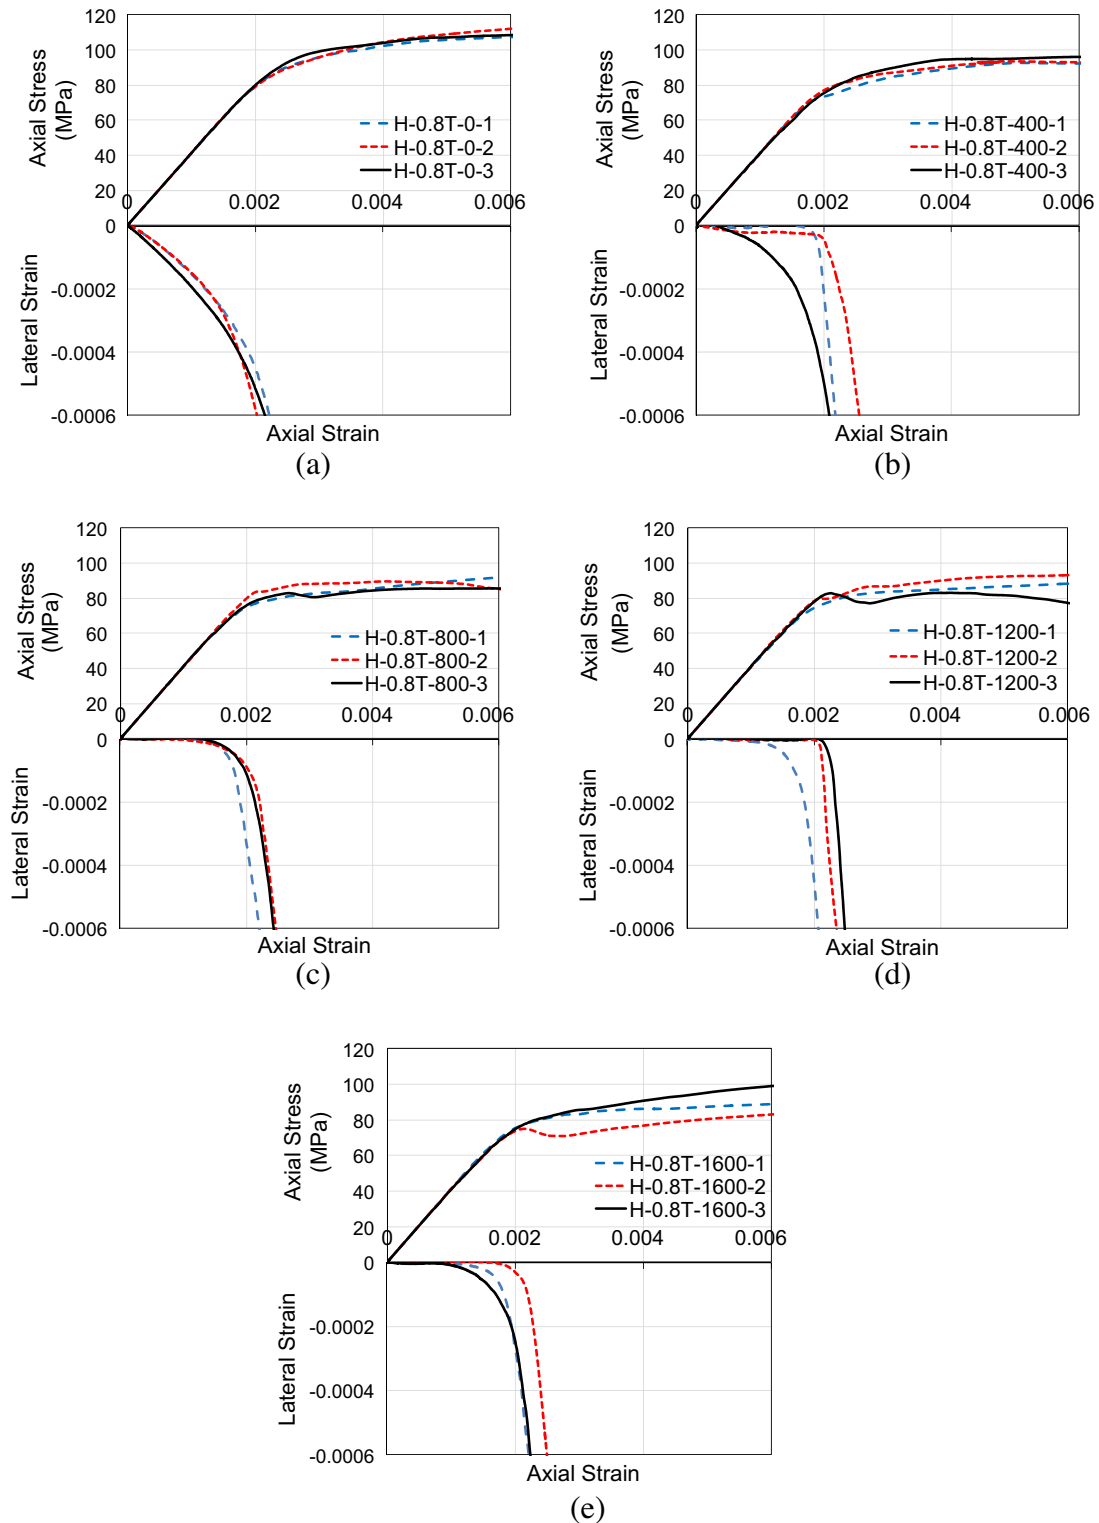 120
100
80
60
40
20
0
0
0.002
0.004
0.006
-0.0002
-0.0004
-0.0006
Axial Stress
(MPa)
Lateral Strain
H-0.8T-0-1
H-0.8T-0-2
H-0.8T-0-3
Axial Strain
(a)
120
100
80
60
40
20
0
0
0.002
0.004
0.006
-0.0002
-0.0004
-0.0006
Axial Stress
(MPa)
Lateral Strain
H-0.8T-400-1
H-0.8T-400-2
H-0.8T-400-3
Axial Strain
(b)
120
100
80
60
40
20
0
0
0.002
0.004
0.006
-0.0002
-0.0004
-0.0006
Axial Stress
(MPa)
Lateral Strain
H-0.8T-800-1
H-0.8T-800-2
H-0.8T-800-3
Axial Strain
(c)
120
100
80
60
40
20
0
0
0.002
0.004
0.006
-0.0002
-0.0004
-0.0006
Axial Stress
(MPa)
Lateral Strain
H-0.8T-1200-1
H-0.8T-1200-2
H-0.8T-1200-3
Axial Strain
(d)
120
100
80
60
40
20
0
0
0.002
0.004
0.006
-0.0002
-0.0004
-0.0006
Axial Stress
(MPa)
Lateral Strain
H-0.8T-1600-1
H-0.8T-1600-2
H-0.8T-1600-3
Axial Strain
(e)